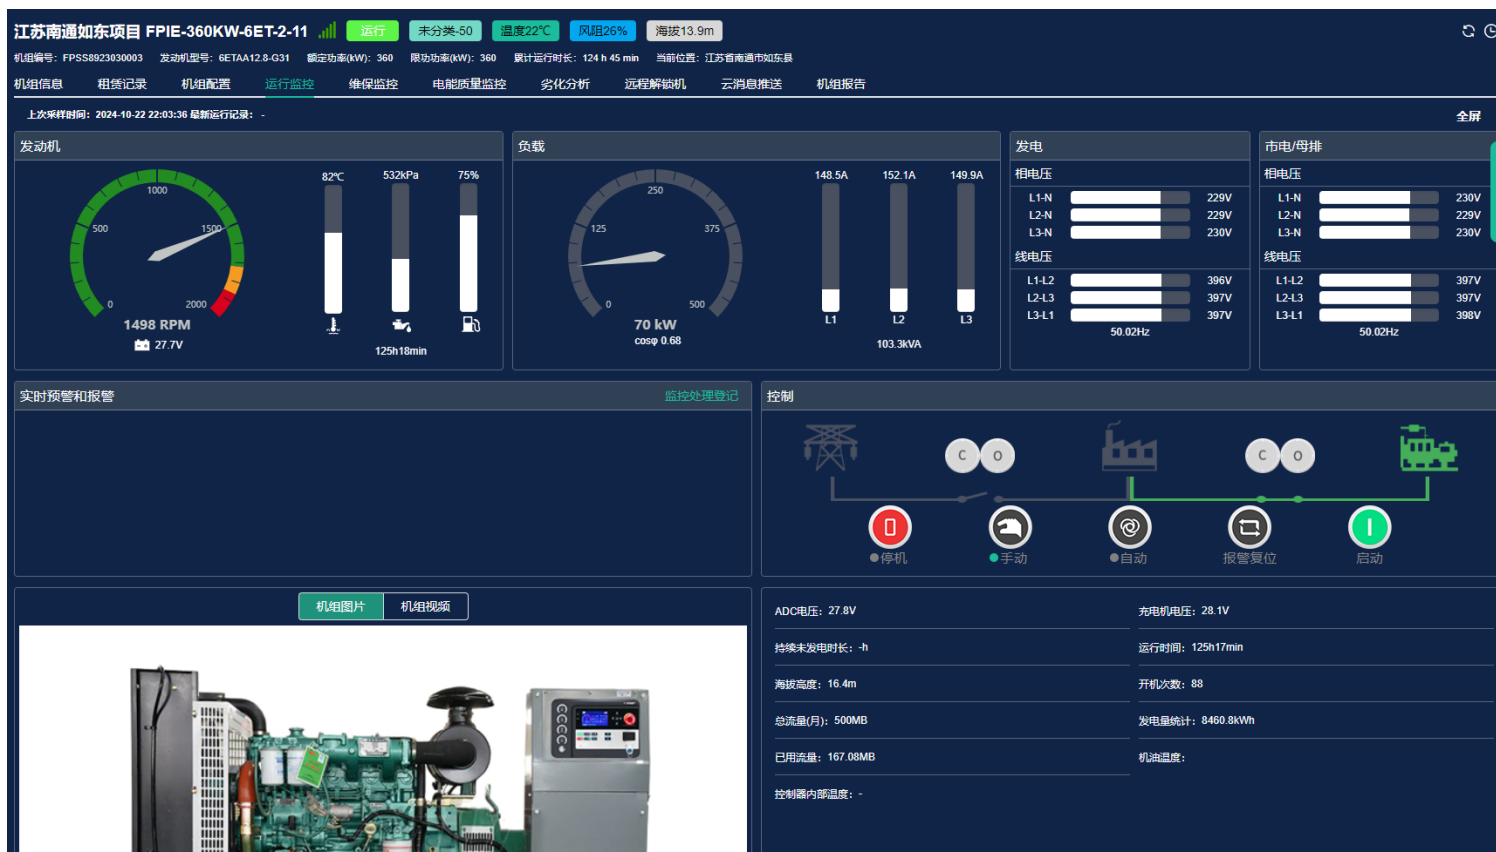 江苏南通如东项目 FPIE-360KW-6ET-2-11 运行 未分类-50 温度22℃ 风阻26% 海拔13.9m
机组编号：FPSS8923030003 发动机型号：6ETAA12.8-G31 额定功率(kW)：360 限功功率(kW)：360 累计运行时长：124 h 45 min 当前位置：江苏省南通市如东县
机组信息 租赁记录 机组配置 运行监控 维保监控 电能质量监控 劣化分析 远程解锁机 云消息推送 机组报告
上次采样时间：2024-10-22 22:03:36 最新运行记录： - 全屏
发动机
82℃ 532kPa 75%
1000
500 1500
0 2000
1498 RPM
27.7V
125h18min
负载
148.5A 152.1A 149.9A
250
125 375
0 500
70 kW
cosφ 0.68
L1 L2 L3
103.3kVA
发电
相电压
L1-N 229V
L2-N 229V
L3-N 230V
线电压
L1-L2 396V
L2-L3 397V
L3-L1 397V
50.02Hz
市电/母排
相电压
L1-N 230V
L2-N 229V
L3-N 230V
线电压
L1-L2 397V
L2-L3 397V
L3-L1 398V
50.02Hz
实时预警和报警 监控处理登记
控制
C O C O
停机 手动 自动 报警复位 启动
机组图片 机组视频
ADC电压：27.8V 充电机电压：28.1V
持续未发电时长：-h 运行时间：125h17min
海拔高度：16.4m 开机次数：88
总流量(月)：500MB 发电量统计：8460.8kWh
已用流量：167.08MB 机油温度：
控制器内部温度：-